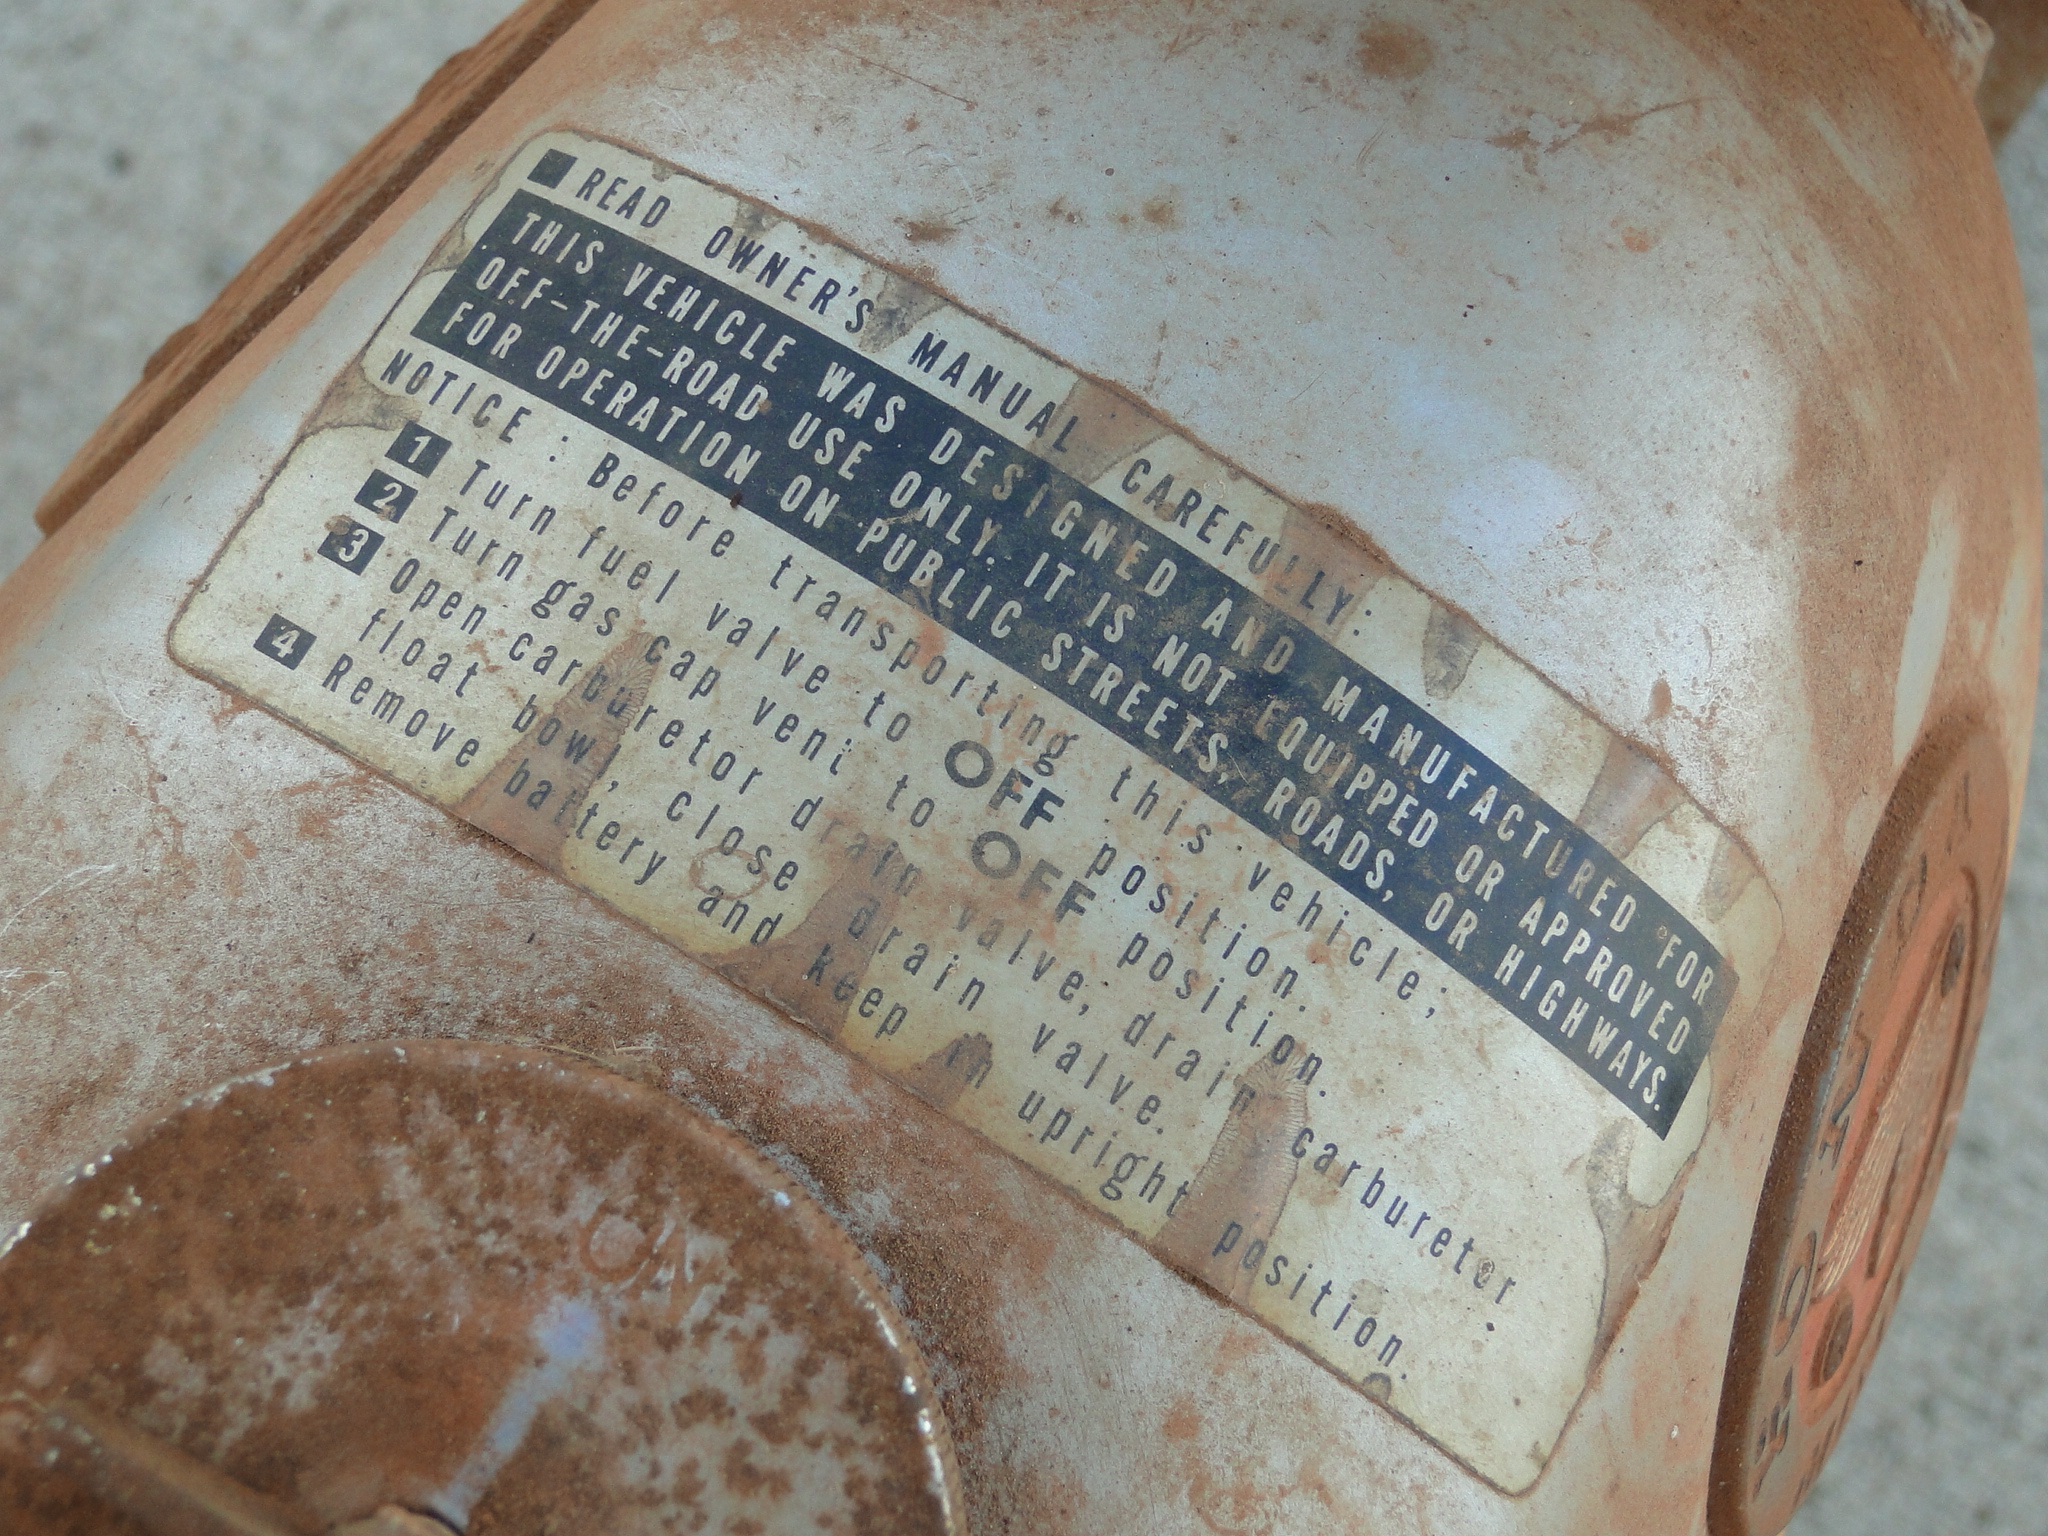 READ OWNER'S MANUAL CAREFULLY:
THIS VEHICLE WAS DESIGNED AND MANUFACTURED FOR
OFF-THE-ROAD USE ONLY. IT IS NOT EQUIPPED OR APPROVED
FOR OPERATION ON PUBLIC STREETS, ROADS, OR HIGHWAYS.
NOTICE : Before transporting this vehicle;
1 Turn fuel valve to OFF position.
2 Turn gas cap vent to OFF position.
3 Open carburetor drain valve, drain carburetor
float bowl, close drain valve.
4 Remove battery and keep in upright position.
ON